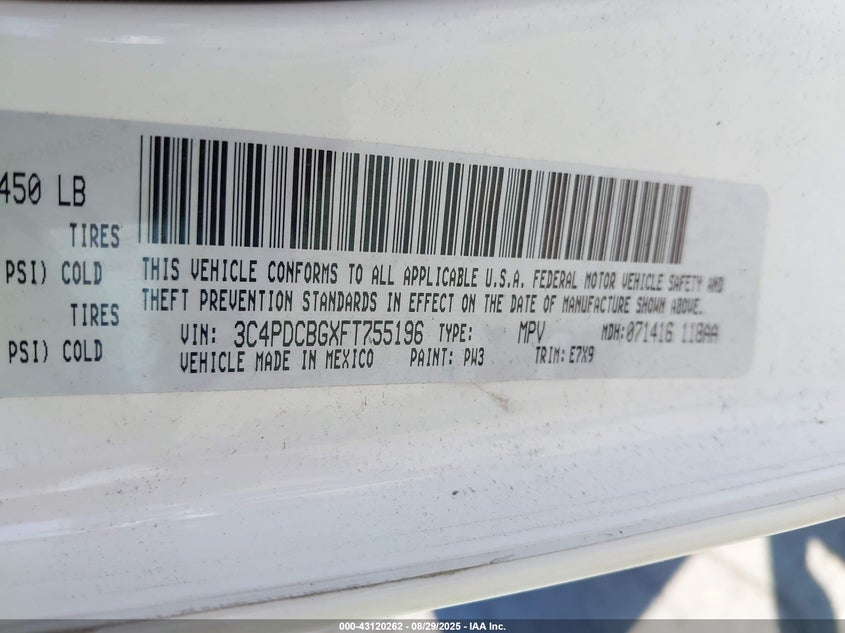 450 LB
TIRES
PSI) COLD
TIRES
PSI) COLD
THIS VEHICLE CONFORMS TO ALL APPLICABLE U.S.A. FEDERAL MOTOR VEHICLE SAFETY AND
THEFT PREVENTION STANDARDS IN EFFECT ON THE DATE OF MANUFACTURE SHOWN ABOVE.
VIN: 3C4PDCBGXFT755196 TYPE: MPV MDH:071416 118AA
VEHICLE MADE IN MEXICO PAINT: PW3 TRIM: E7X9
000-43120262 - 08/29/2025 - IAA Inc.